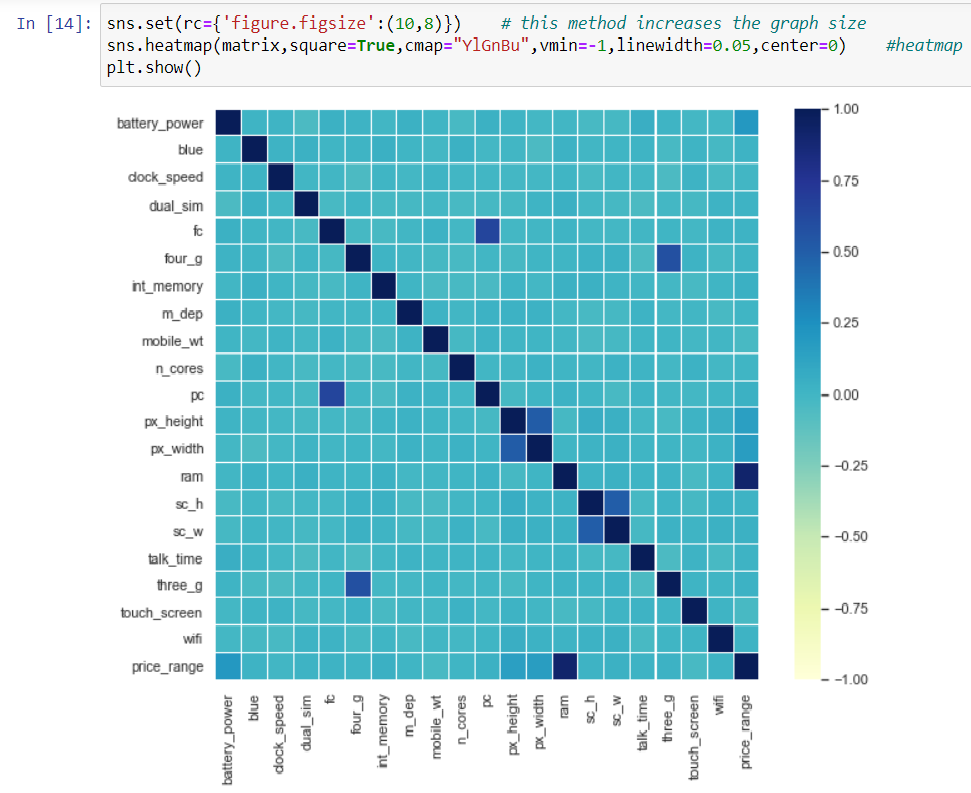 In [14]:
sns.set(rc={'figure.figsize':(10,8)})    # this method increases the graph size
sns.heatmap(matrix,square=True,cmap="YlGnBu",vmin=-1,linewidth=0.05,center=0)    #heatmap
plt.show()
battery_power
blue
clock_speed
dual_sim
fc
four_g
int_memory
m_dep
mobile_wt
n_cores
pc
px_height
px_width
ram
sc_h
sc_w
talk_time
three_g
touch_screen
wifi
price_range
battery_power
blue
clock_speed
dual_sim
fc
four_g
int_memory
m_dep
mobile_wt
n_cores
pc
px_height
px_width
ram
sc_h
sc_w
talk_time
three_g
touch_screen
wifi
price_range
1.00
0.75
0.50
0.25
0.00
−0.25
−0.50
−0.75
−1.00